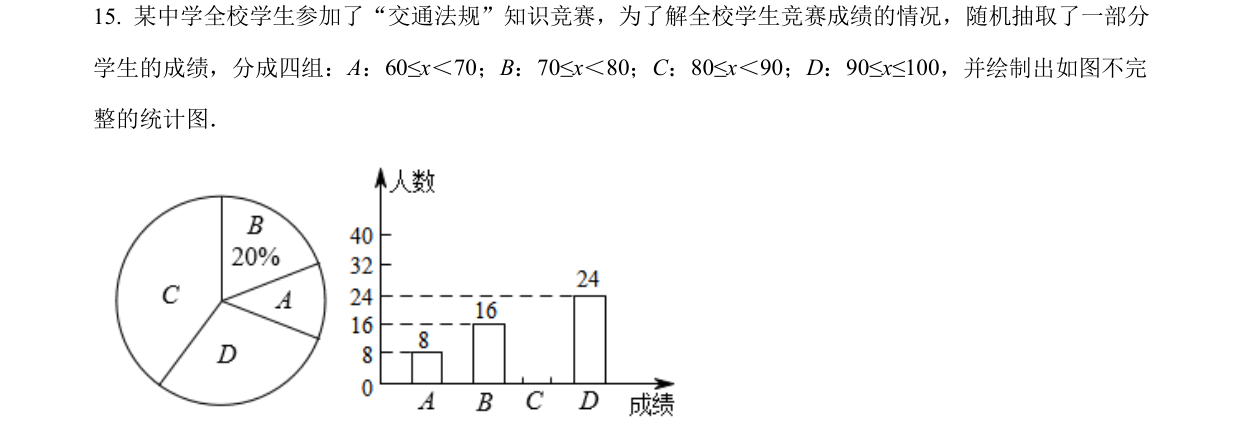 15. 某中学全校学生参加了“交通法规”知识竞赛，为了解全校学生竞赛成绩的情况，随机抽取了一部分
学生的成绩，分成四组：A：60≤x＜70；B：70≤x＜80；C：80≤x＜90；D：90≤x≤100，并绘制出如图不完
整的统计图．
B
20%
C
A
D
人数
40
32
24
16
8
0
8
16
24
A B C D 成绩